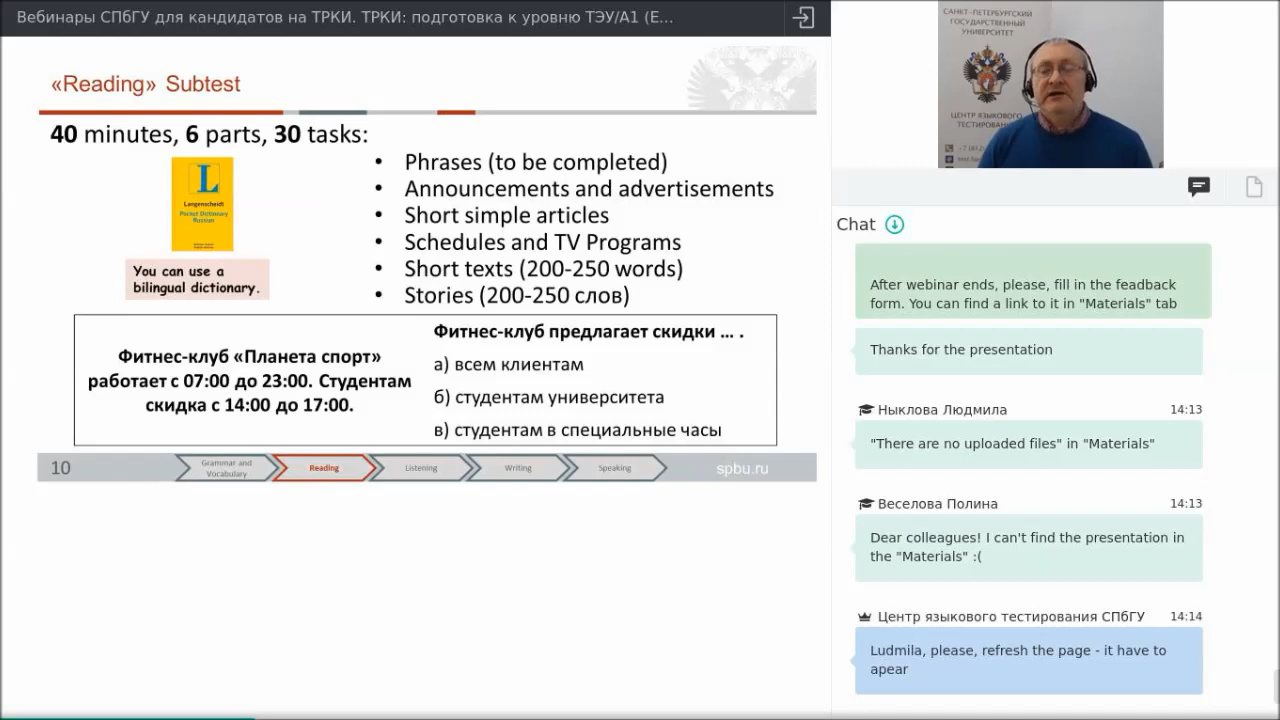 Вебинары СПбГУ для кандидатов на ТРКИ. ТРКИ: подготовка к уровню ТЭУ/A1 (E...
«Reading» Subtest
40 minutes, 6 parts, 30 tasks:
L
Langenscheidt
Pocket Dictionary
Russian
You can use a
bilingual dictionary.
• Phrases (to be completed)
• Announcements and advertisements
• Short simple articles
• Schedules and TV Programs
• Short texts (200-250 words)
• Stories (200-250 слов)
Фитнес-клуб «Планета спорт»
работает с 07:00 до 23:00. Студентам
скидка с 14:00 до 17:00.
Фитнес-клуб предлагает скидки ... .
а) всем клиентам
б) студентам университета
в) студентам в специальные часы
10
Grammar and
Vocabulary
Reading
Listening
Writing
Speaking
spbu.ru
САНКТ-ПЕТЕРБУРГСКИЙ
ГОСУДАРСТВЕННЫЙ
УНИВЕРСИТЕТ
ЦЕНТР ЯЗЫКОВОГО
ТЕСТИРОВАНИЯ
Chat
After webinar ends, please, fill in the feadback
form. You can find a link to it in "Materials" tab
Thanks for the presentation
Ныклова Людмила 14:13
"There are no uploaded files" in "Materials"
Веселова Полина 14:13
Dear colleagues! I can't find the presentation in
the "Materials" :(
Центр языкового тестирования СПбГУ 14:14
Ludmila, please, refresh the page - it have to
apear